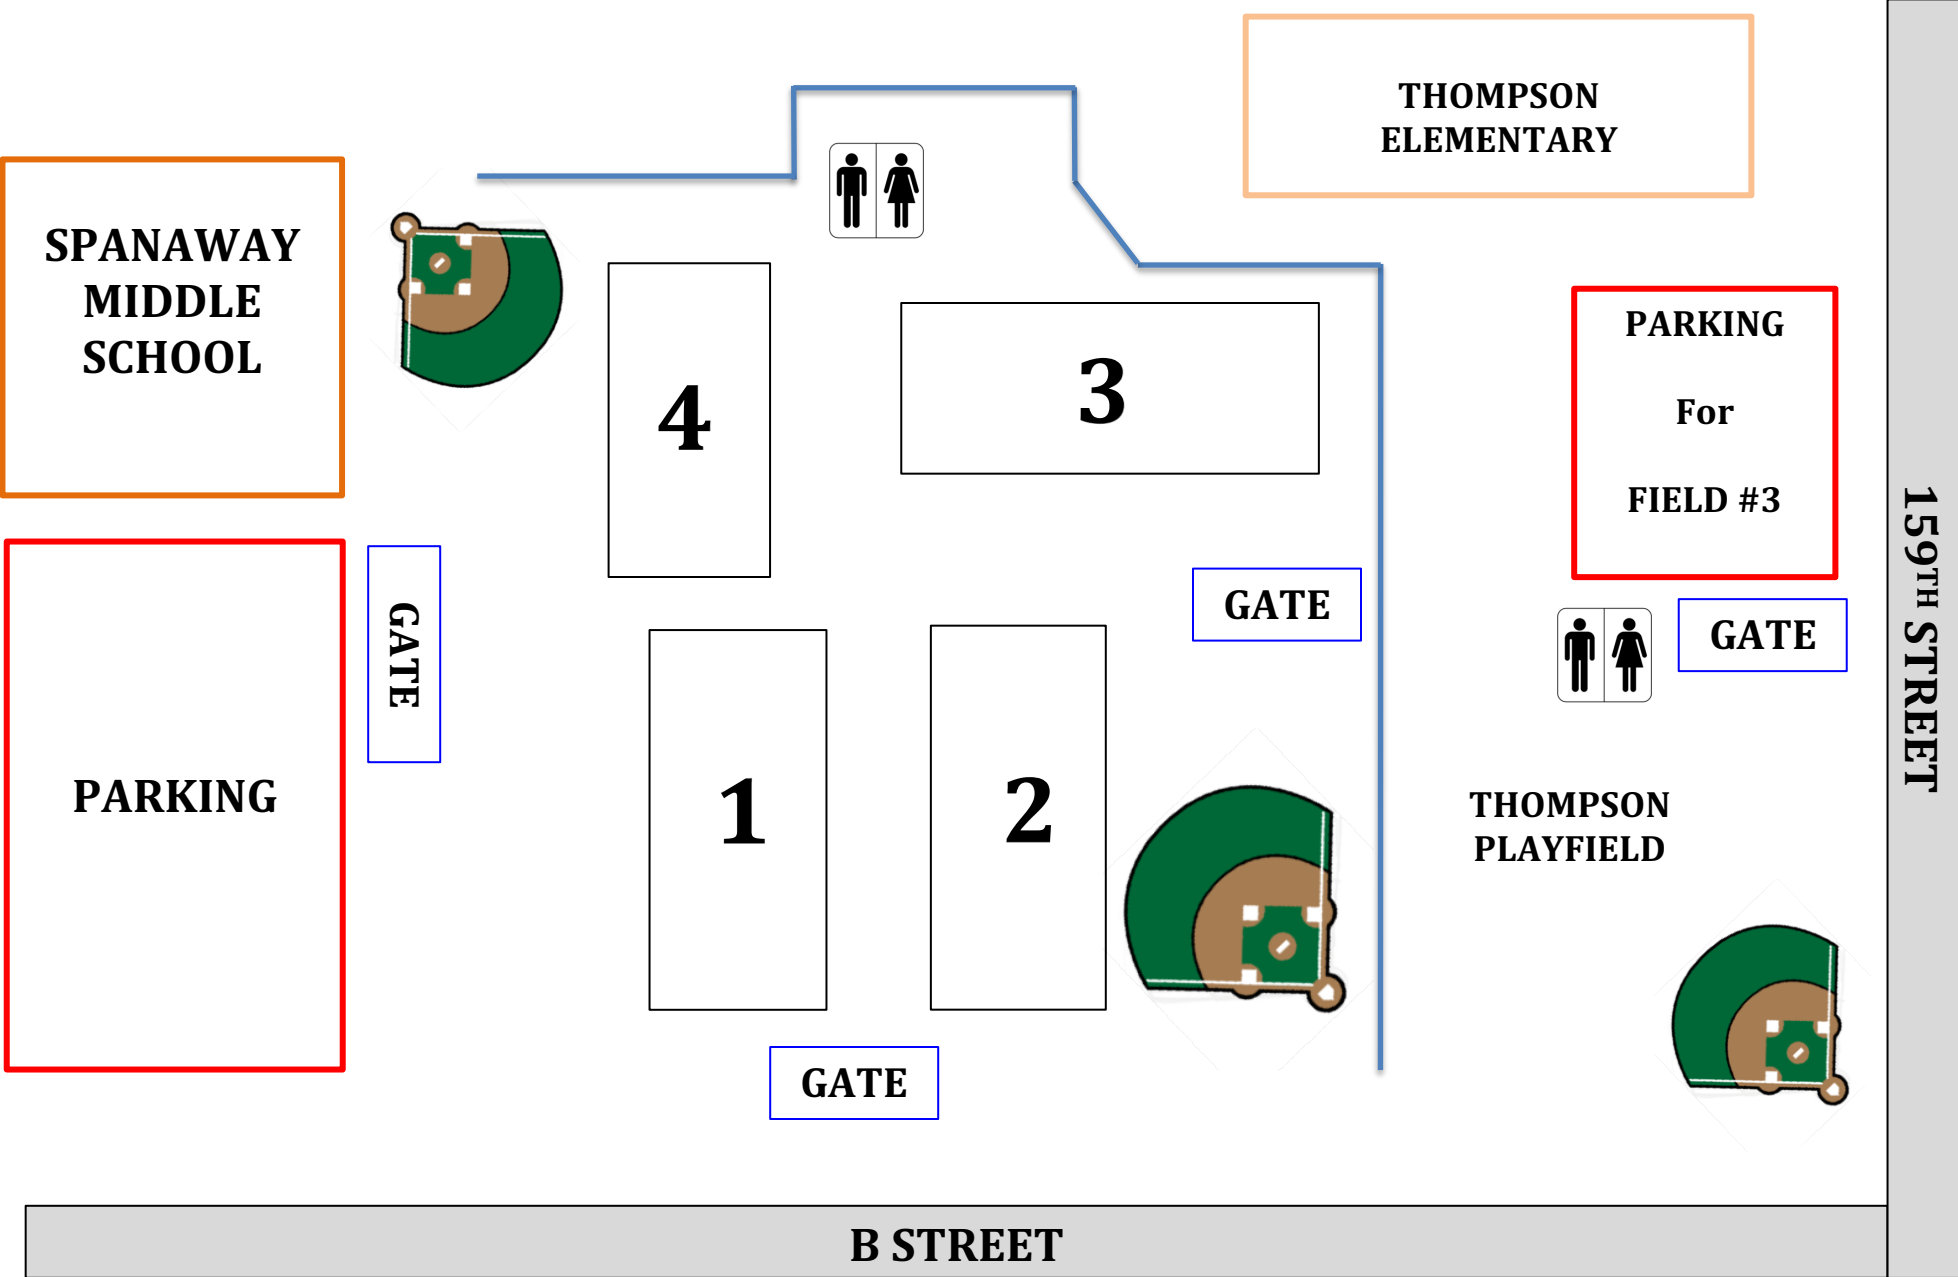 THOMPSON
ELEMENTARY
SPANAWAY
MIDDLE
SCHOOL
4
3
PARKING
For
FIELD #3
159TH STREET
GATE
GATE
GATE
PARKING
1
2
THOMPSON
PLAYFIELD
GATE
B STREET